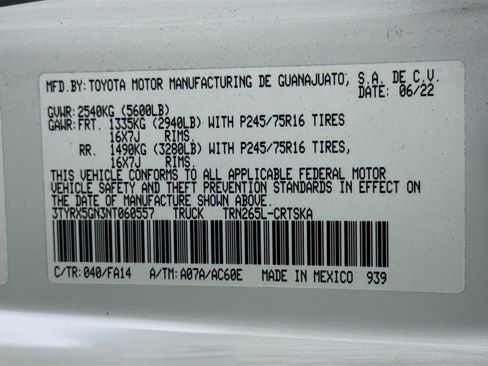 MFD.BY:TOYOTA MOTOR MANUFACTURING DE GUANAJUATO, S.A. DE C.V.
DATE: 06/22
GVWR: 2540KG (5600LB)
GAWR:FRT. 1335KG (2940LB) WITH P245/75R16 TIRES
16X7J RIMS.
RR. 1490KG (3280LB) WITH P245/75R16 TIRES,
16X7J RIMS.
THIS VEHICLE CONFORMS TO ALL APPLICABLE FEDERAL MOTOR
VEHICLE SAFETY AND THEFT PREVENTION STANDARDS IN EFFECT ON
THE DATE OF MANUFACTURE SHOWN ABOVE.
3TYRX5GN3NT060557 TRUCK TRN265L-CRTSKA
C/TR: 040/FA14 A/TM: A07A/AC60E MADE IN MEXICO 939